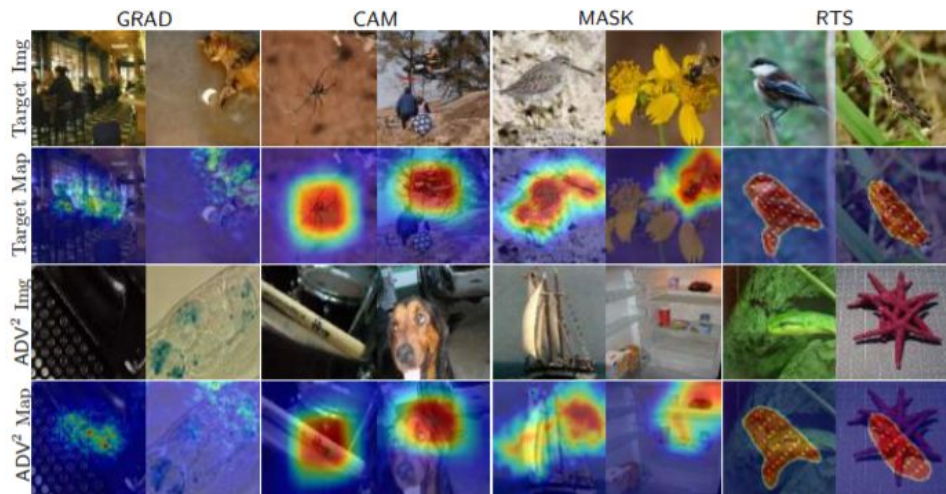 GRAD CAM MASK RTS
Target Img
Target Map
ADV² Img
ADV² Map